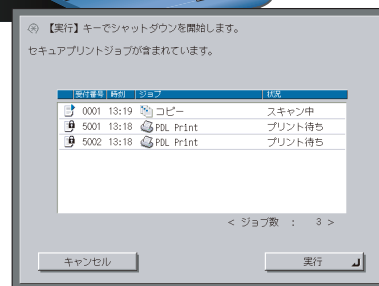 【実行】キーでシャットダウンを開始します。
セキュアプリントジョブが含まれています。
受付番号 時刻 ジョブ 状況
0001 13:19 コピー スキャン中
5001 13:18 PDL Print プリント待ち
5002 13:18 PDL Print プリント待ち
< ジョブ数 : 3 >
キャンセル 実行